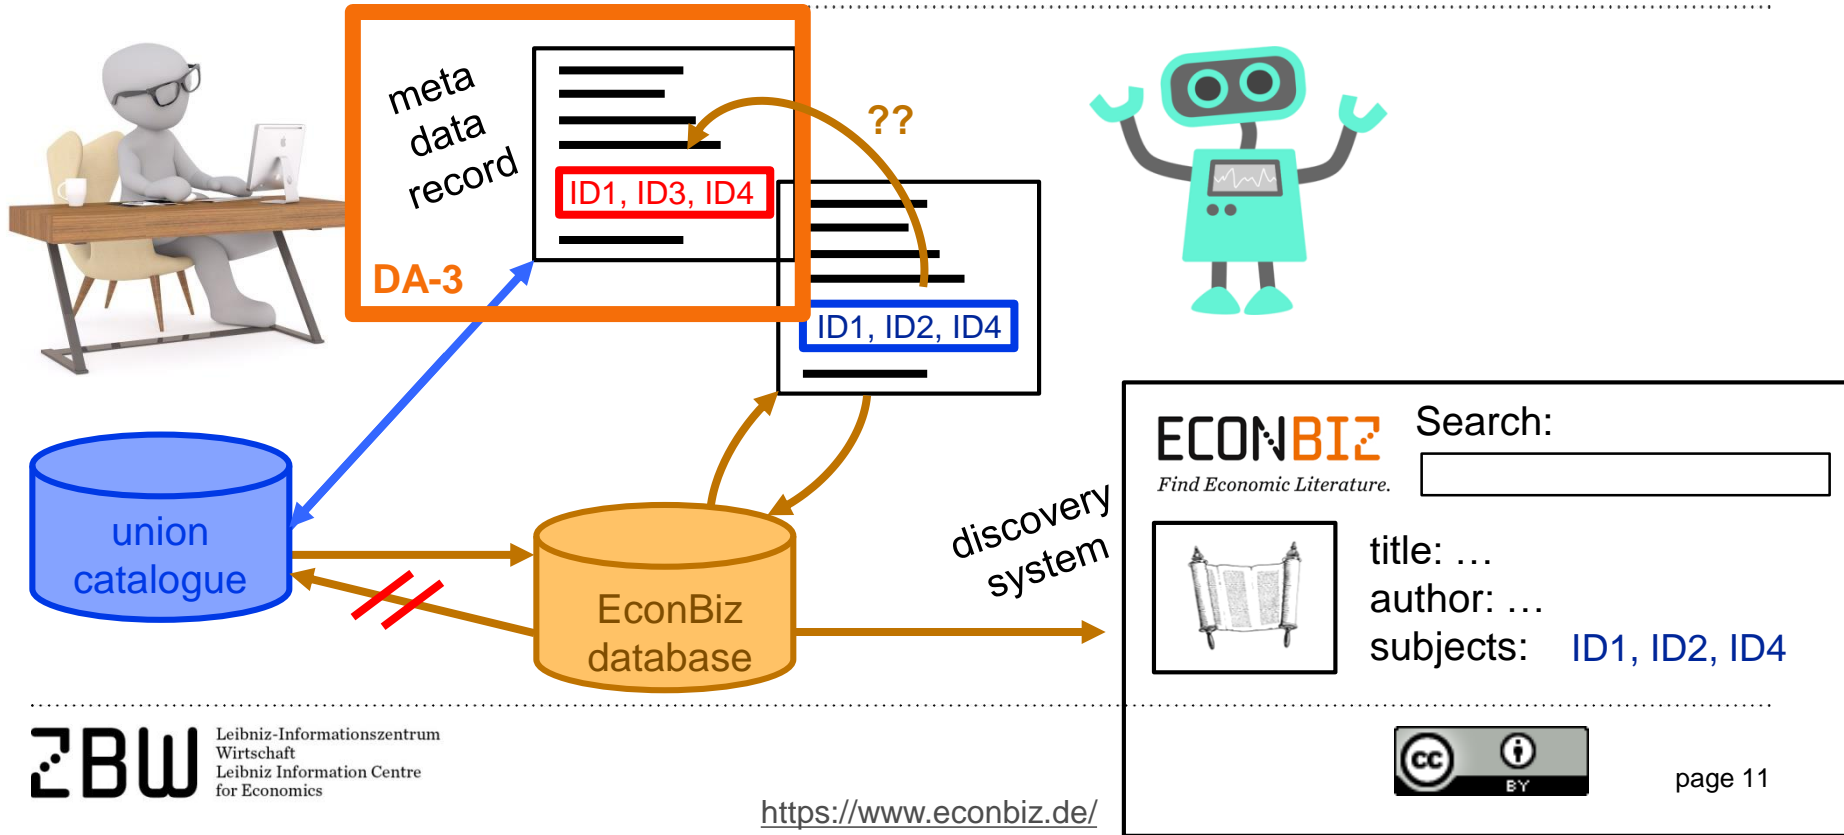 meta
data
record
ID1, ID3, ID4
DA-3
??
ID1, ID2, ID4
union
catalogue
EconBiz
database
discovery
system
ECONBIZ
Find Economic Literature.
Search:
title: …
author: …
subjects: ID1, ID2, ID4
ZBW
Leibniz-Informationszentrum
Wirtschaft
Leibniz Information Centre
for Economics
https://www.econbiz.de/
cc
BY
page 11